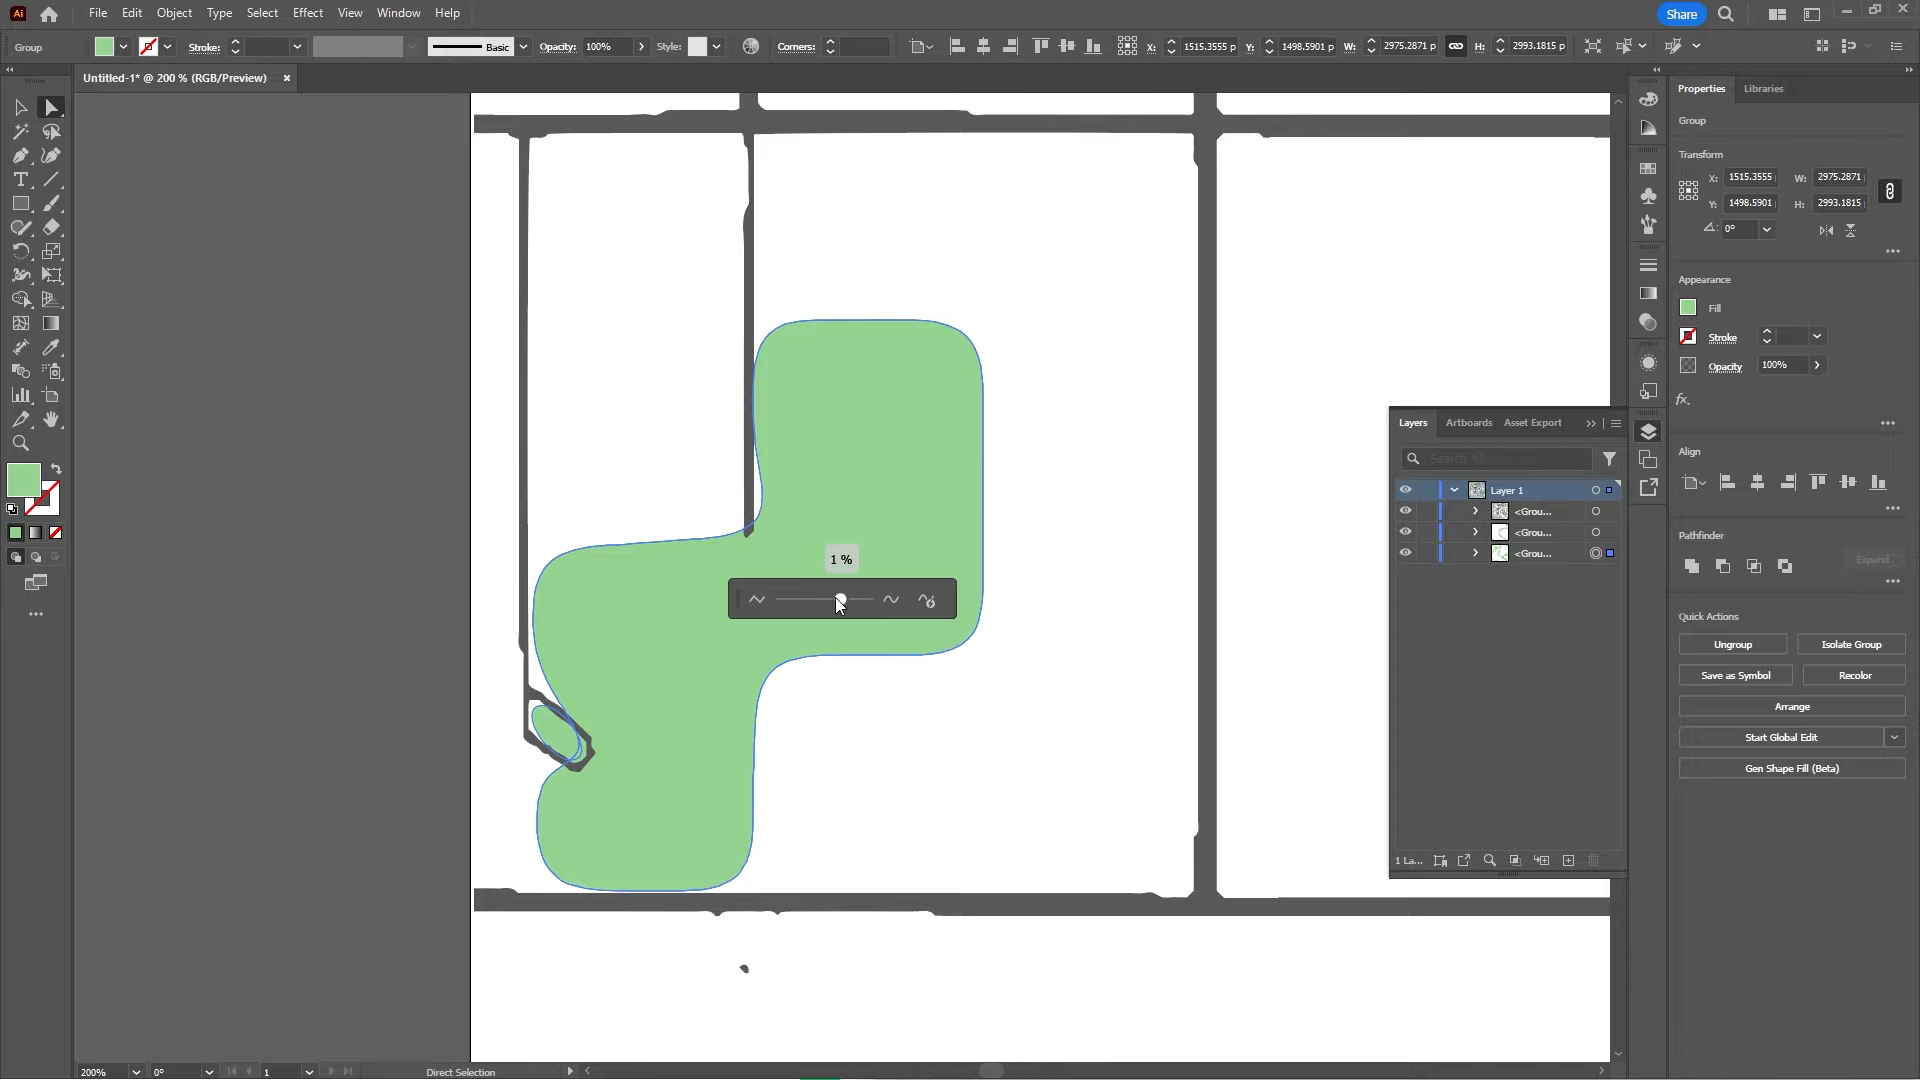 Ai File Edit Object Type Select Effect View Window Help Share
Group Stroke: Basic Opacity: 100% Style: Corners: X: 1515.3555 p Y: 1498.5901 p W: 2975.2871 p H: 2993.1815 p
Untitled-1* @ 200 % (RGB/Preview) ×
Properties Libraries
Group
Transform
X: 1515.3555 W: 2975.2871
Y: 1498.5901 H: 2993.1815
0°
Appearance
Fill
Stroke
Opacity 100%
fx.
Align
Pathfinder
Expand
Quick Actions
Ungroup Isolate Group
Save as Symbol Recolor
Arrange
Start Global Edit
Gen Shape Fill (Beta)
Layers Artboards Asset Export
Search All
Layer 1
<Grou...
<Grou...
<Grou...
1 La...
1 %
200% 0° 1 Direct Selection